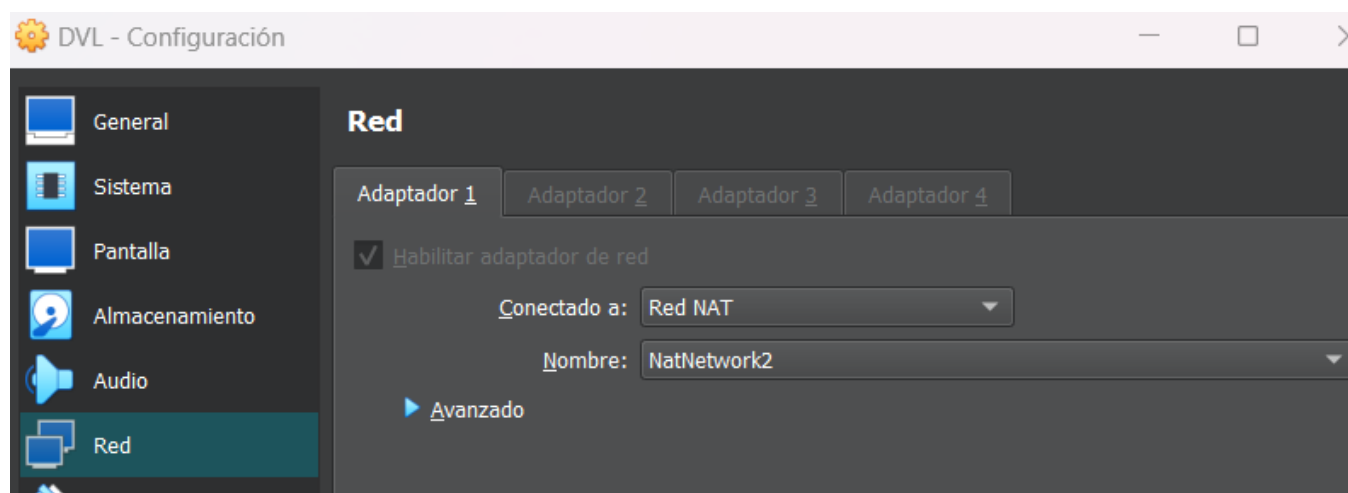 DVL - Configuración
General
Sistema
Pantalla
Almacenamiento
Audio
Red
Red
Adaptador 1 Adaptador 2 Adaptador 3 Adaptador 4
Habilitar adaptador de red
Conectado a: Red NAT
Nombre: NatNetwork2
Avanzado